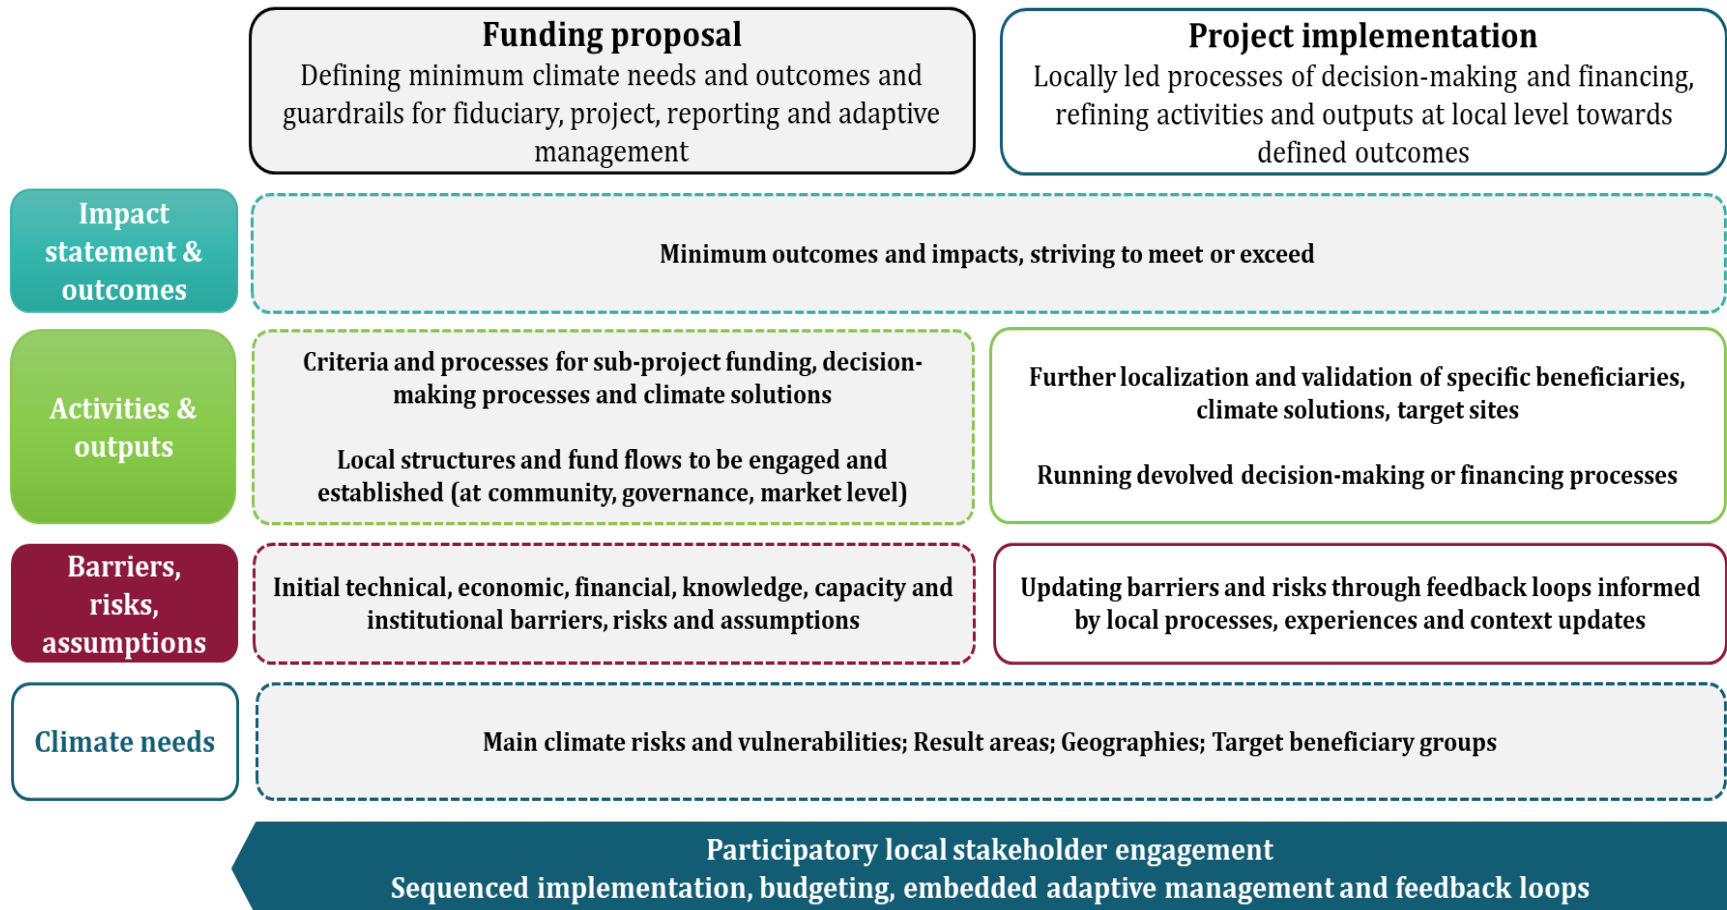 Funding proposal
Defining minimum climate needs and outcomes and
guardrails for fiduciary, project, reporting and adaptive
management
Project implementation
Locally led processes of decision-making and financing,
refining activities and outputs at local level towards
defined outcomes
Impact
statement &
outcomes
Minimum outcomes and impacts, striving to meet or exceed
Activities &
outputs
Criteria and processes for sub-project funding, decision-
making processes and climate solutions
Local structures and fund flows to be engaged and
established (at community, governance, market level)
Further localization and validation of specific beneficiaries,
climate solutions, target sites
Running devolved decision-making or financing processes
Barriers,
risks,
assumptions
Initial technical, economic, financial, knowledge, capacity and
institutional barriers, risks and assumptions
Updating barriers and risks through feedback loops informed
by local processes, experiences and context updates
Climate needs
Main climate risks and vulnerabilities; Result areas; Geographies; Target beneficiary groups
Participatory local stakeholder engagement
Sequenced implementation, budgeting, embedded adaptive management and feedback loops